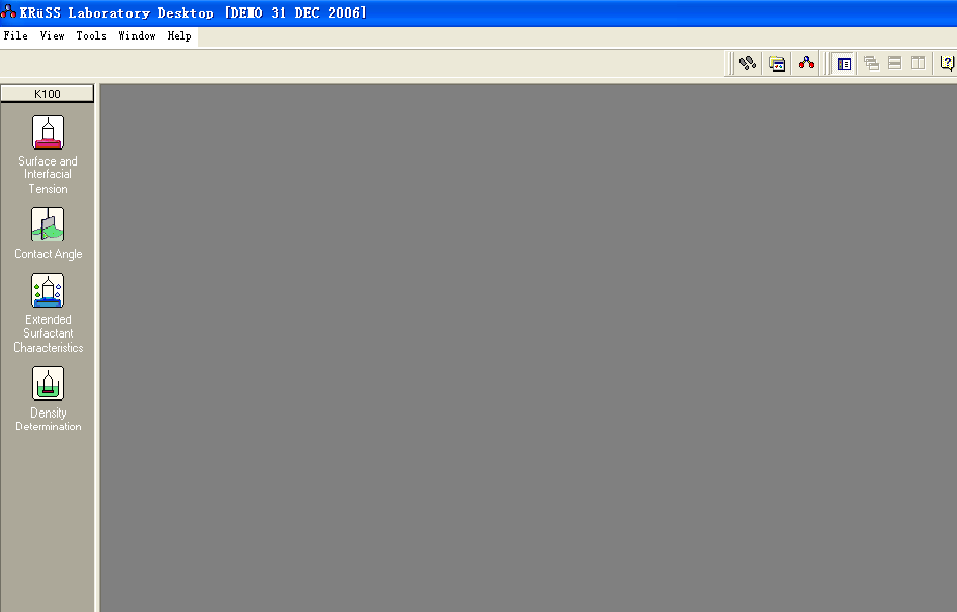 KRüSS Laboratory Desktop [DEMO 31 DEC 2006]
File View Tools Window Help
K100
Surface and
Interfacial
Tension
Contact Angle
Extended
Surfactant
Characteristics
Density
Determination